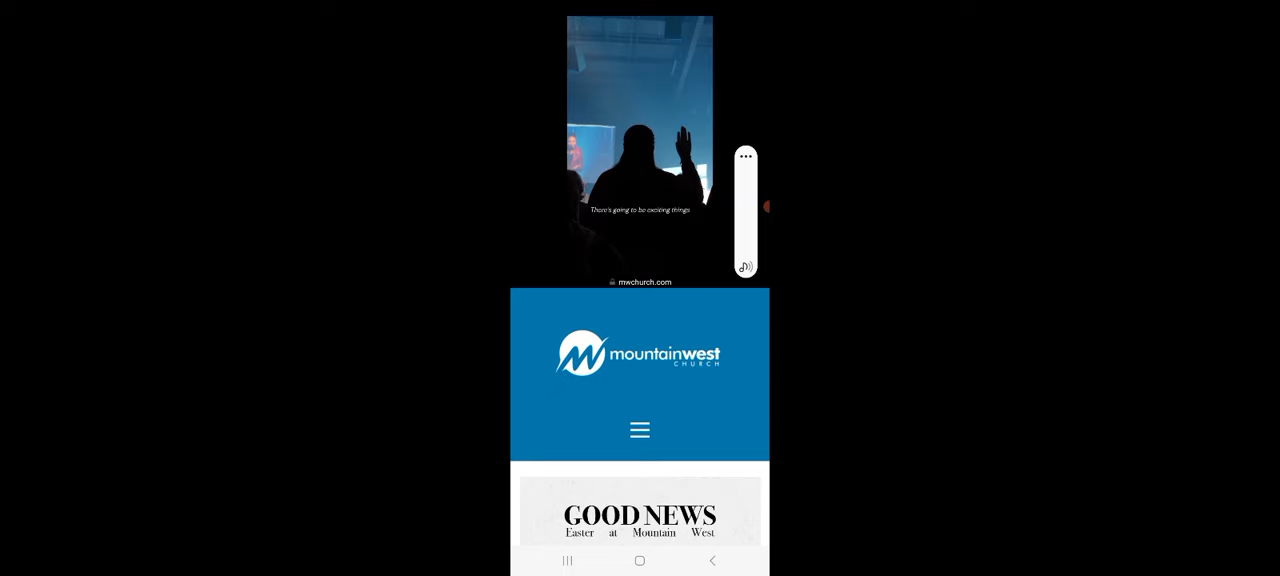 There's going to be exciting things
mwchurch.com
mountainwest
CHURCH
GOOD NEWS
Easter at Mountain West